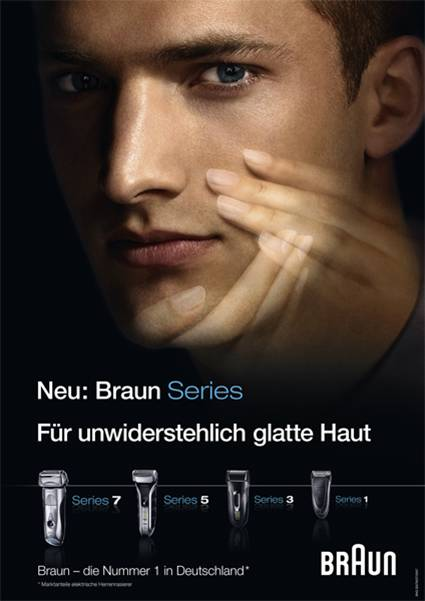 Neu: Braun Series
Für unwiderstehlich glatte Haut
Series 7
Series 5
Series 3
Series 1
Braun – die Nummer 1 in Deutschland*
* Marktanteile elektrische Herrenrasierer
BRAUN